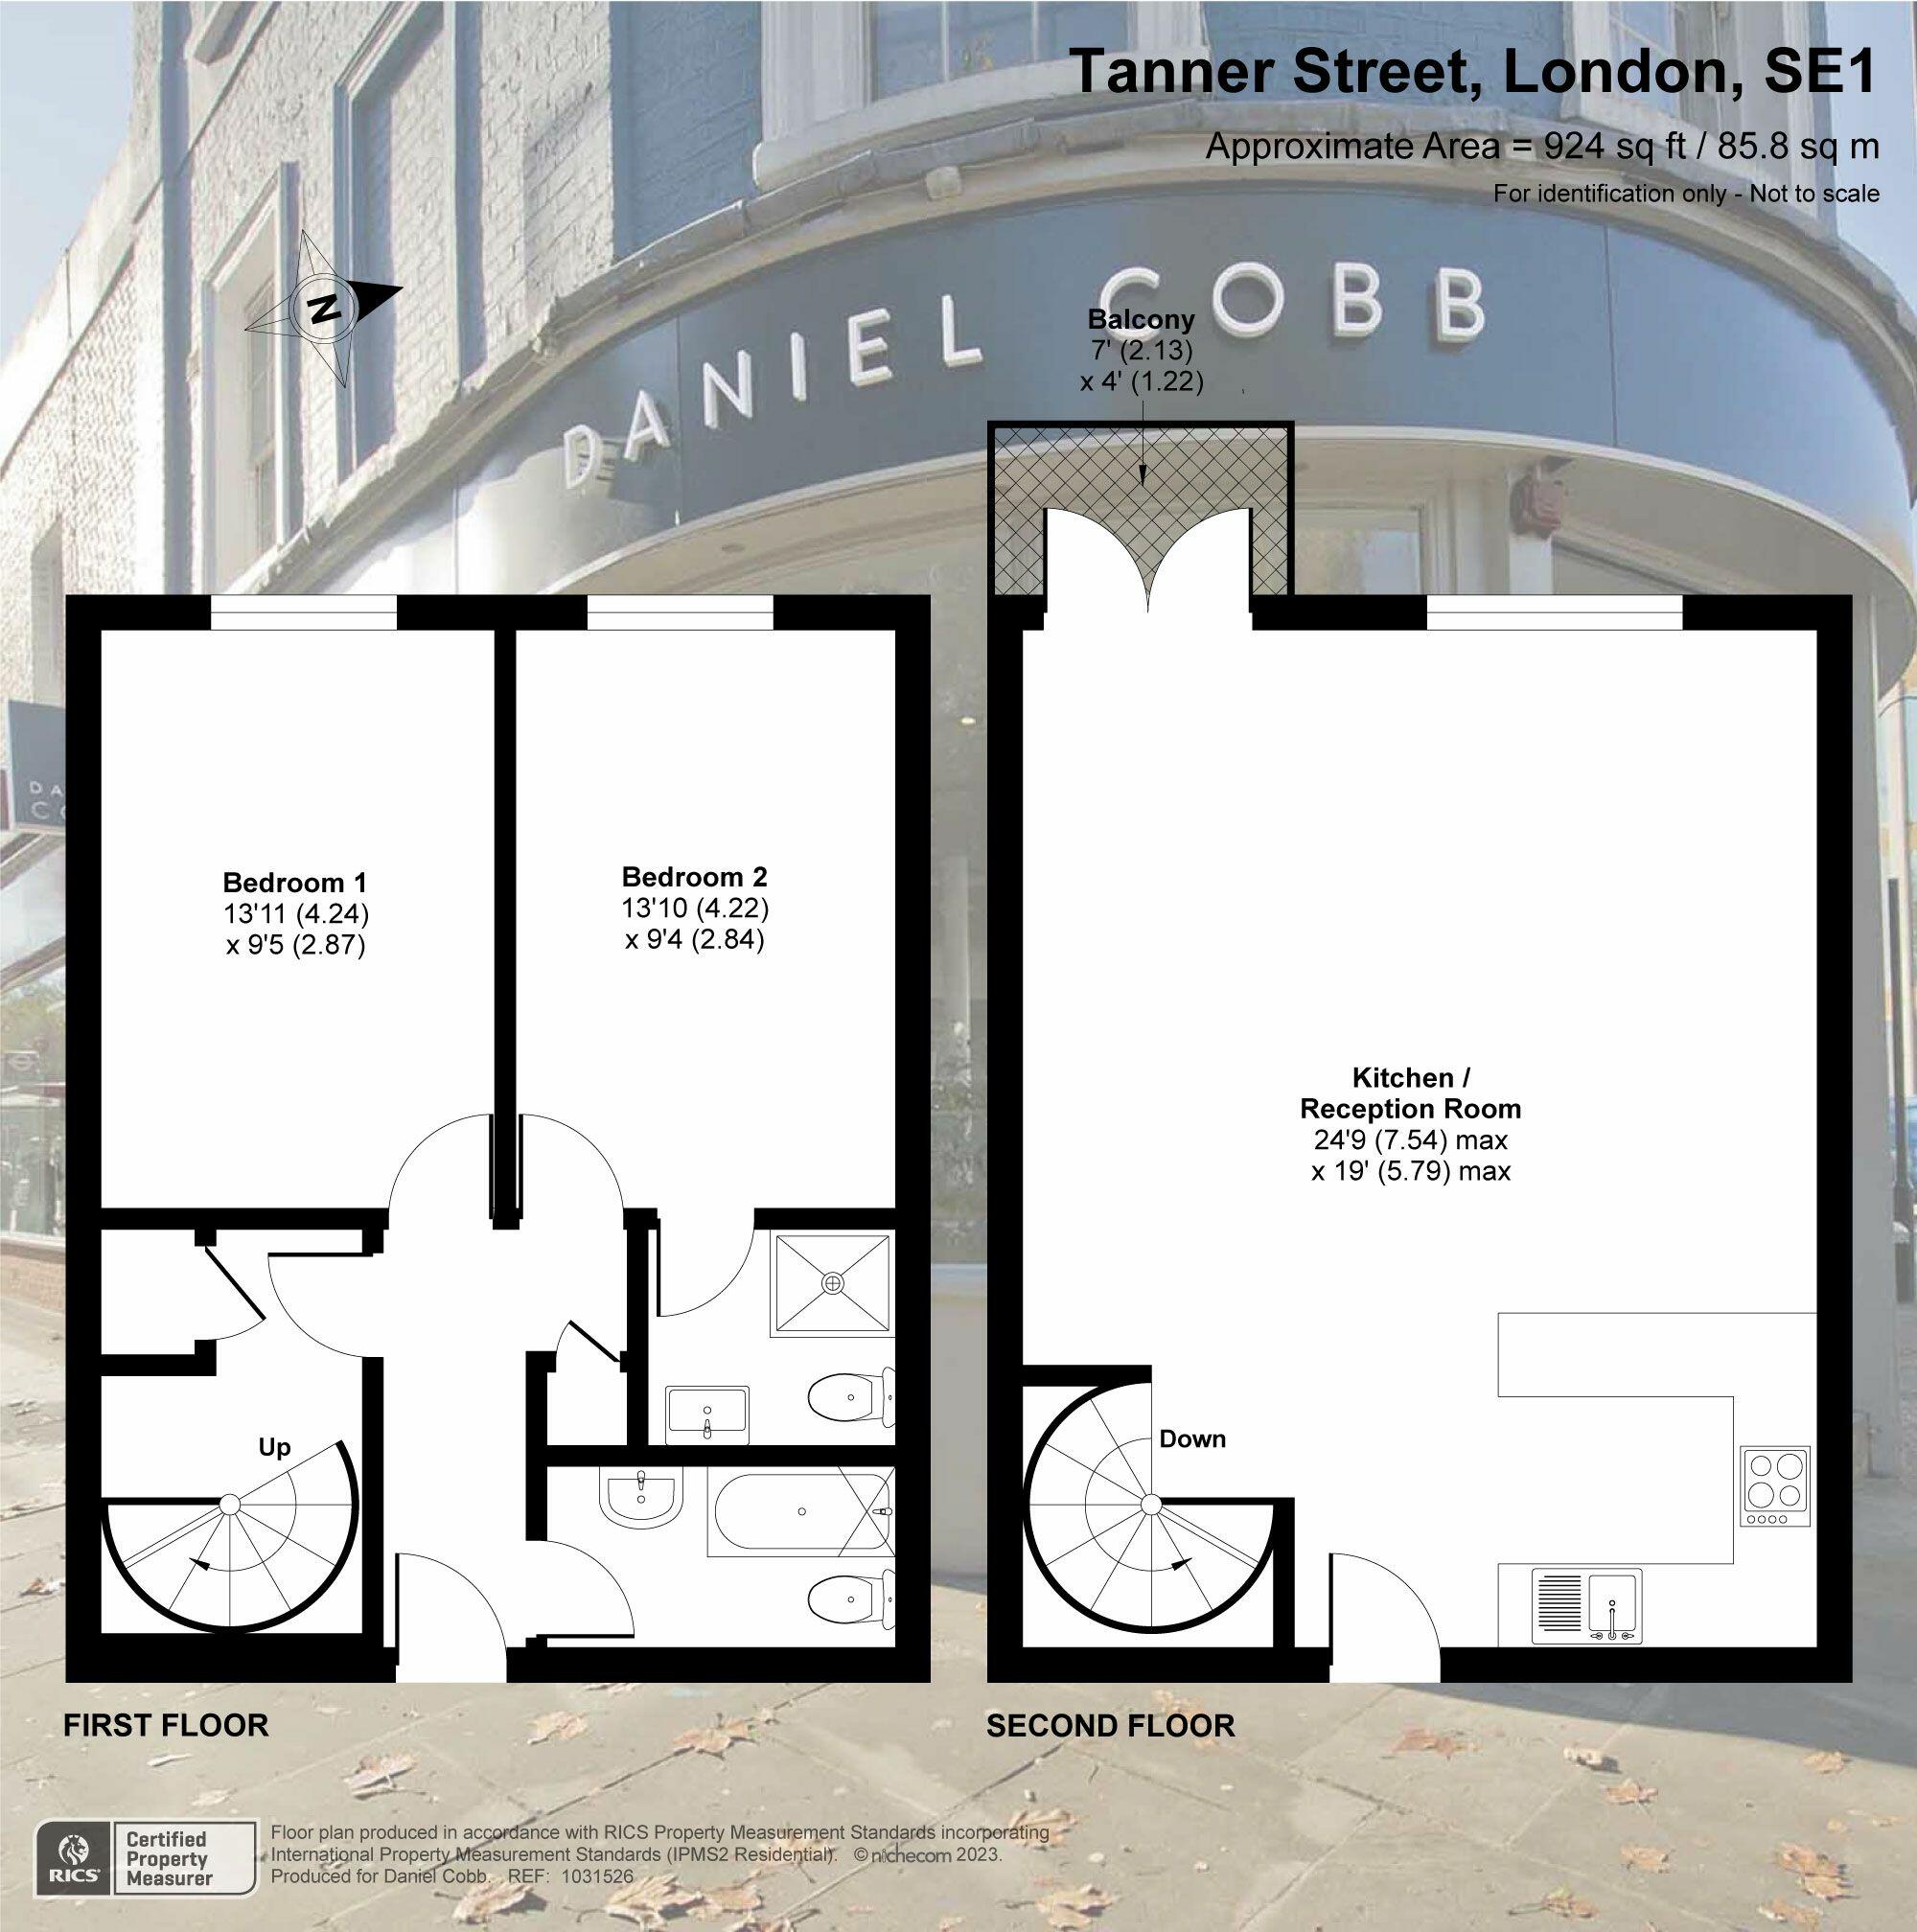 Tanner Street, London, SE1
Approximate Area = 924 sq ft / 85.8 sq m
For identification only - Not to scale
N
DANIEL COBB
Balcony
7' (2.13)
x 4' (1.22)
DA
Bedroom 1
13'11 (4.24)
x 9'5 (2.87)
Bedroom 2
13'10 (4.22)
x 9'4 (2.84)
Kitchen /
Reception Room
24'9 (7.54) max
x 19' (5.79) max
Up
Down
FIRST FLOOR
SECOND FLOOR
RICS
Certified
Property
Measurer
Floor plan produced in accordance with RICS Property Measurement Standards incorporating
International Property Measurement Standards (IPMS2 Residential). © nichecom 2023.
Produced for Daniel Cobb. REF: 1031526